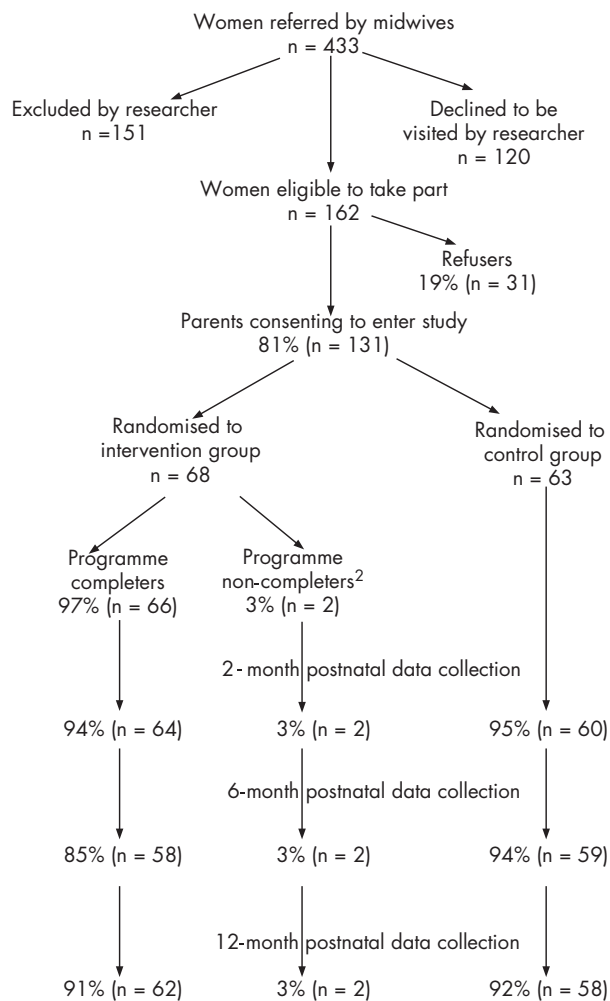 Women referred by midwives
n = 433
Excluded by researcher
n =151
Declined to be
visited by researcher
n = 120
Women eligible to take part
n = 162
Refusers
19% (n = 31)
Parents consenting to enter study
81% (n = 131)
Randomised to
intervention group
n = 68
Randomised to
control group
n = 63
Programme
completers
97% (n = 66)
Programme
non-completers²
3% (n = 2)
2-month postnatal data collection
94% (n = 64)
3% (n = 2)
95% (n = 60)
6-month postnatal data collection
85% (n = 58)
3% (n = 2)
94% (n = 59)
12-month postnatal data collection
91% (n = 62)
3% (n = 2)
92% (n = 58)